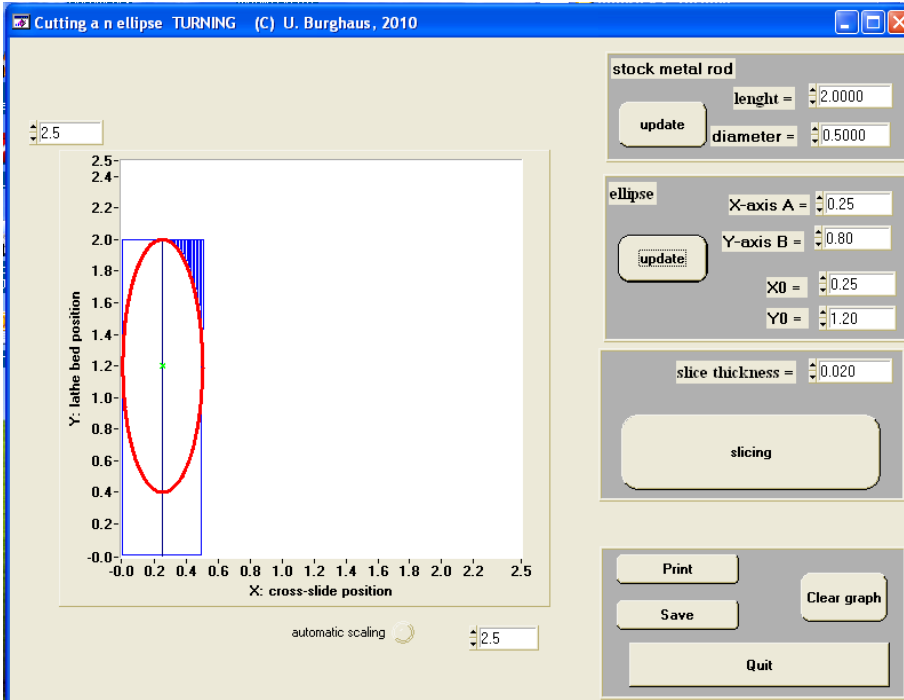 Cutting a n ellipse TURNING (C) U. Burghaus, 2010
stock metal rod
lenght = 2.0000
update
diameter = 0.5000
2.5
ellipse
X-axis A = 0.25
Y-axis B = 0.80
update
X0 = 0.25
Y0 = 1.20
slice thickness = 0.020
slicing
2.5
2.4
2.2
2.0
1.8
1.6
1.4
1.2
1.0
0.8
0.6
0.4
0.2
-0.0
Y: lathe bed position
-0.0 0.2 0.4 0.6 0.8 1.0 1.2 1.4 1.6 1.8 2.0 2.2 2.5
X: cross-slide position
automatic scaling
2.5
Print
Save
Clear graph
Quit